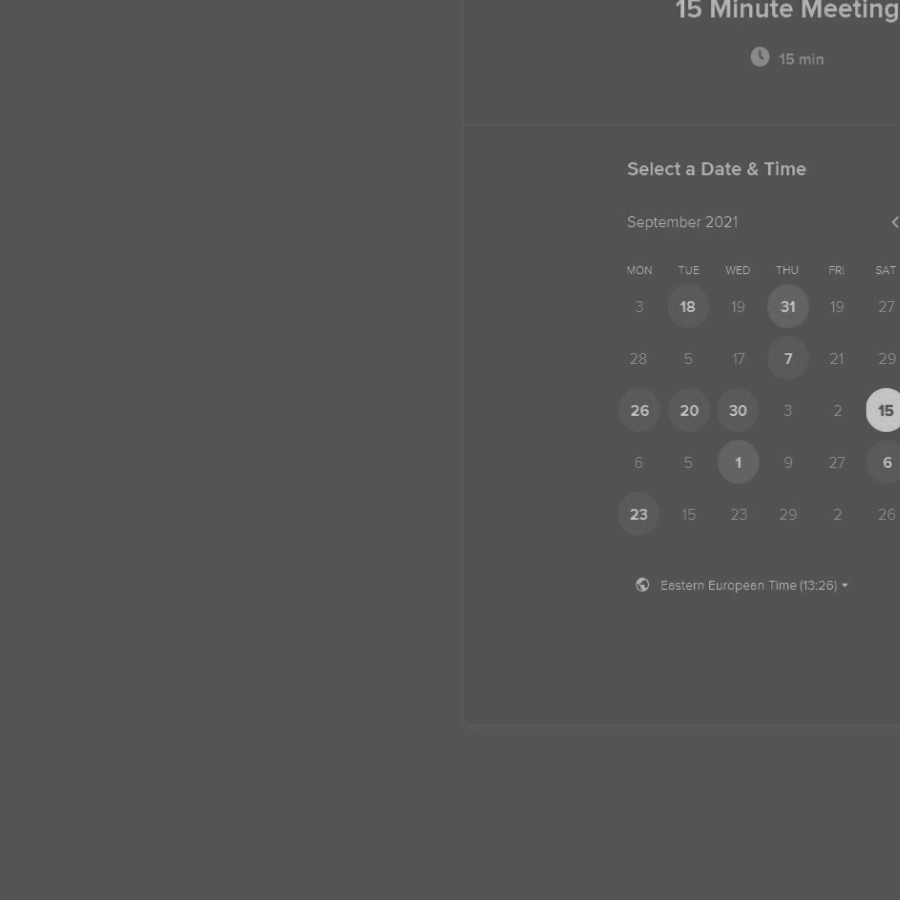 15 Minute Meeting
15 min
Select a Date & Time
September 2021
MON TUE WED THU FRI SAT
3 18 19 31 19 27
28 5 17 7 21 29
26 20 30 3 2 15
6 5 1 9 27 6
23 15 23 29 2 26
Eastern European Time (13:26)